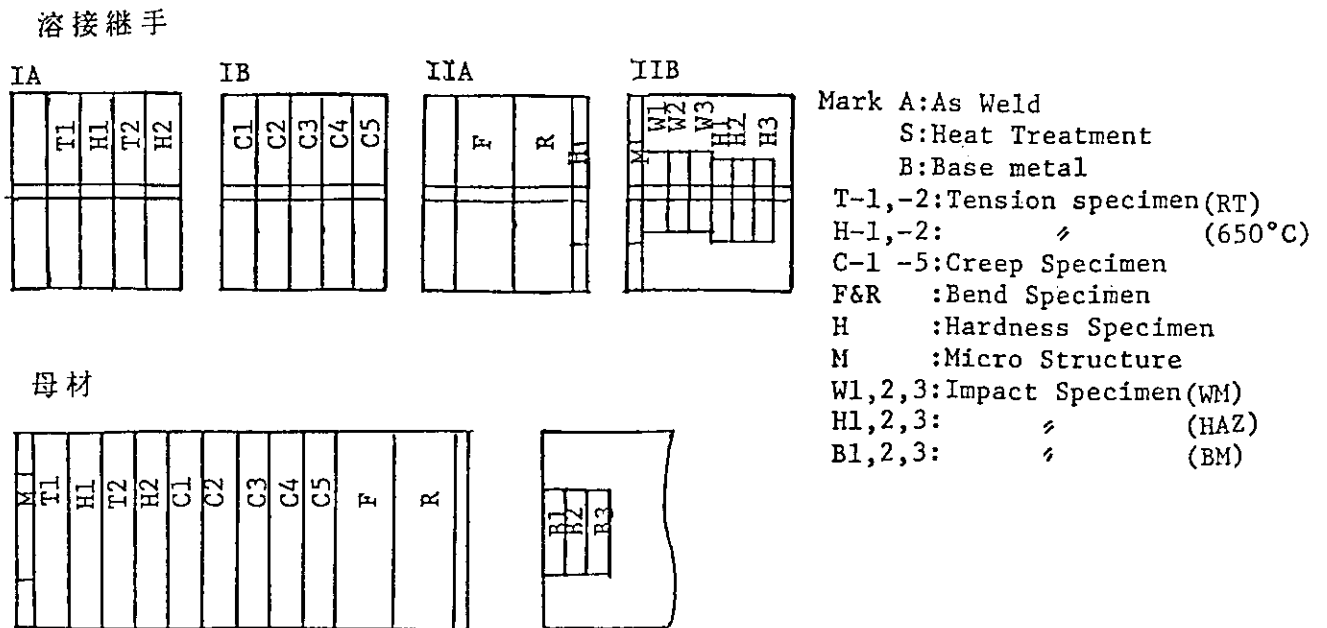 溶接継手
IA
IB
IIA
IIB
T1
H1
T2
H2
C1
C2
C3
C4
C5
F
R
H
M
W1
W2
W3
H1
H2
H3
Mark A:As Weld
S:Heat Treatment
B:Base metal
T-1,-2:Tension specimen(RT)
H-1,-2: 〃 (650°C)
C-1 -5:Creep Specimen
F&R :Bend Specimen
H :Hardness Specimen
M :Micro Structure
W1,2,3:Impact Specimen(WM)
H1,2,3: 〃 (HAZ)
B1,2,3: 〃 (BM)
母材
M
T1
H1
T2
H2
C1
C2
C3
C4
C5
F
R
B1
B2
B3